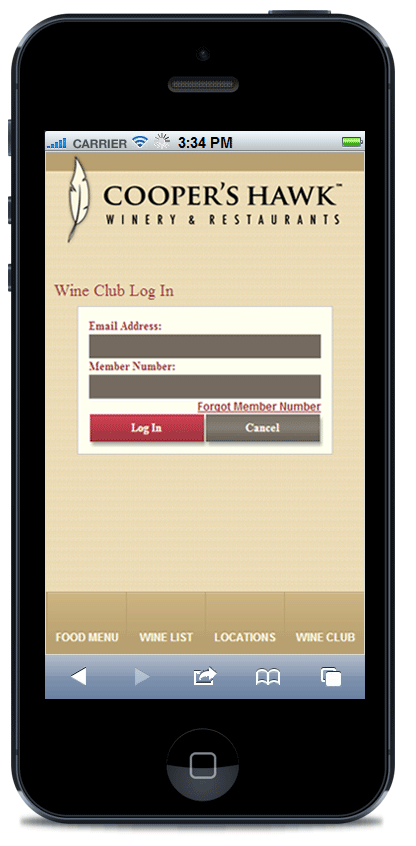 CARRIER 3:34 PM
COOPER'S HAWK™
WINERY & RESTAURANTS
Wine Club Log In
Email Address:
Member Number:
Forgot Member Number
Log In Cancel
FOOD MENU WINE LIST LOCATIONS WINE CLUB